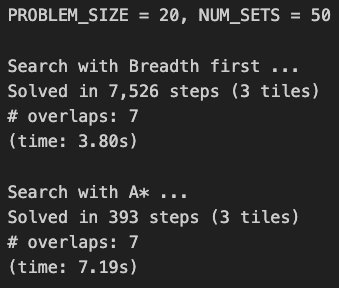 PROBLEM_SIZE = 20, NUM_SETS = 50
Search with Breadth first ...
Solved in 7,526 steps (3 tiles)
# overlaps: 7
(time: 3.80s)
Search with A* ...
Solved in 393 steps (3 tiles)
# overlaps: 7
(time: 7.19s)